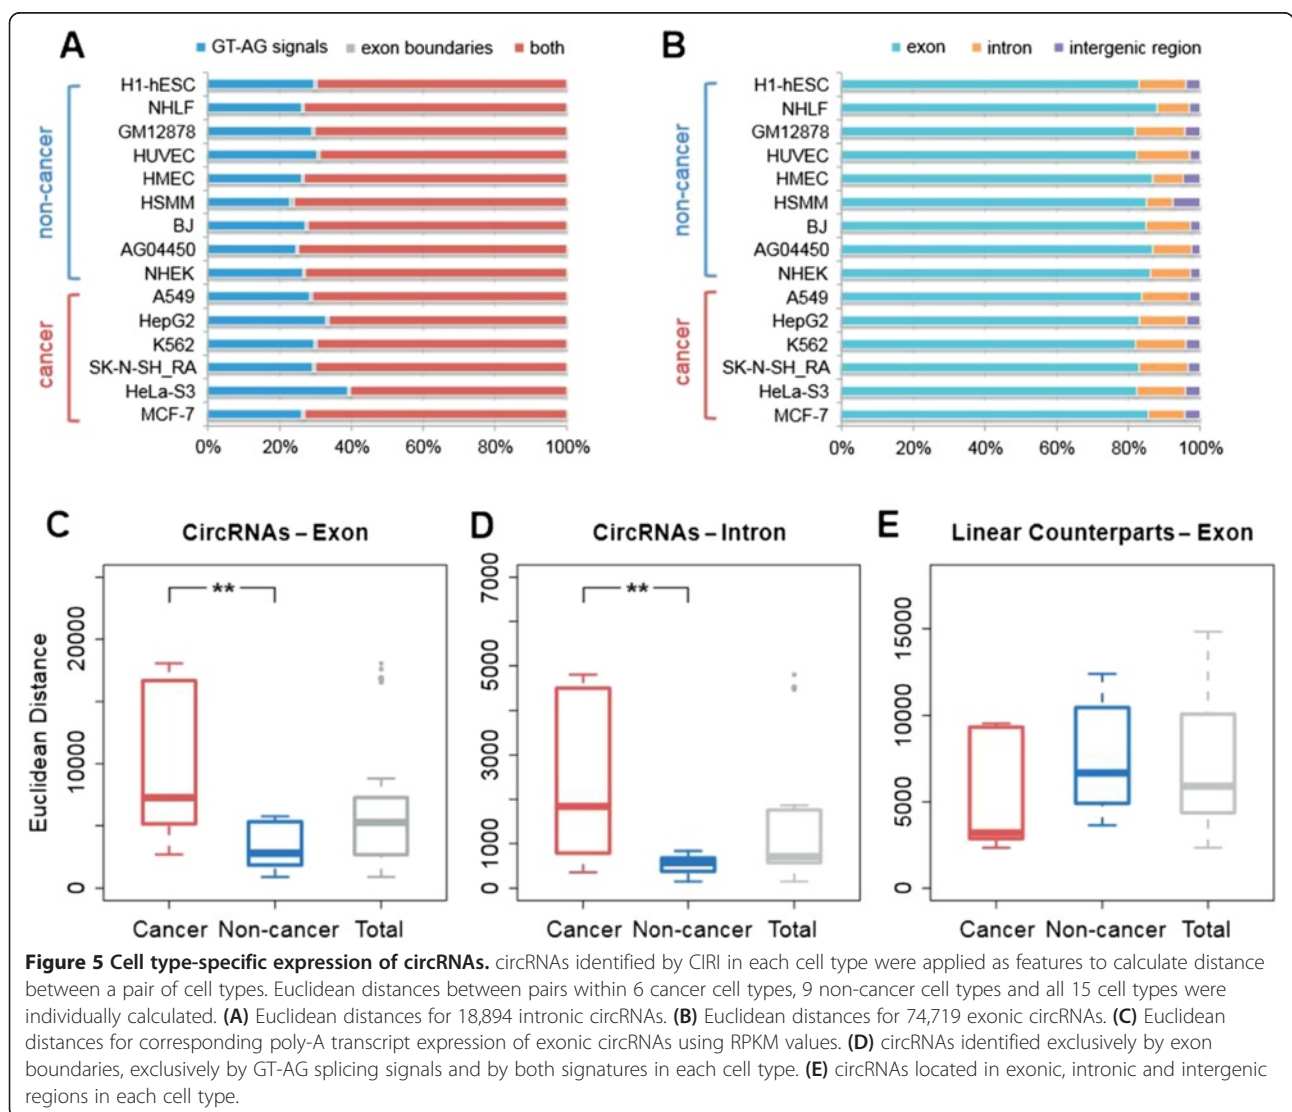 A
GT-AG signals exon boundaries both
non-cancer
cancer
H1-hESC
NHLF
GM12878
HUVEC
HMEC
HSMM
BJ
AG04450
NHEK
A549
HepG2
K562
SK-N-SH_RA
HeLa-S3
MCF-7
0% 20% 40% 60% 80% 100%
B
exon intron intergenic region
non-cancer
cancer
H1-hESC
NHLF
GM12878
HUVEC
HMEC
HSMM
BJ
AG04450
NHEK
A549
HepG2
K562
SK-N-SH_RA
HeLa-S3
MCF-7
0% 20% 40% 60% 80% 100%
C
CircRNAs – Exon
Euclidean Distance
0 10000 20000
**
Cancer Non-cancer Total
D
CircRNAs – Intron
0 1000 3000 5000 7000
**
Cancer Non-cancer Total
E
Linear Counterparts – Exon
0 5000 10000 15000
Cancer Non-cancer Total
Figure 5 Cell type-specific expression of circRNAs. circRNAs identified by CIRI in each cell type were applied as features to calculate distance
between a pair of cell types. Euclidean distances between pairs within 6 cancer cell types, 9 non-cancer cell types and all 15 cell types were
individually calculated. (A) Euclidean distances for 18,894 intronic circRNAs. (B) Euclidean distances for 74,719 exonic circRNAs. (C) Euclidean
distances for corresponding poly-A transcript expression of exonic circRNAs using RPKM values. (D) circRNAs identified exclusively by exon
boundaries, exclusively by GT-AG splicing signals and by both signatures in each cell type. (E) circRNAs located in exonic, intronic and intergenic
regions in each cell type.